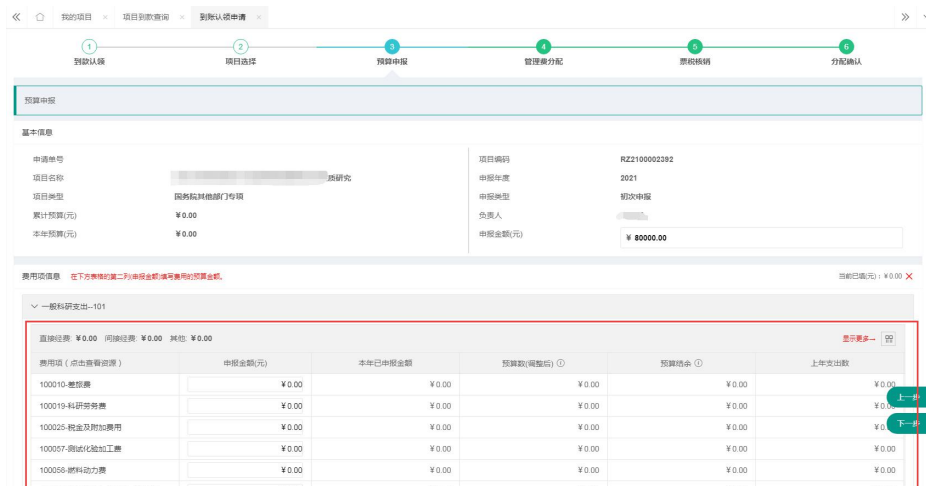 我的项目 × 项目到款查询 × 到账认领申请 ×
1 2 3 4 5 6
到款认领 项目选择 预算申报 管理费分配 票税核销 分配确认
预算申报
基本信息
申请单号 项目编码 RZ2100002392
项目名称 质研究 申报年度 2021
项目类型 国务院其他部门专项 申报类型 初次申报
累计预算(元) ¥0.00 负责人
本年预算(元) ¥0.00 申报金额(元) ¥ 80000.00
费用项信息 在下方表格的第二列(申报金额)填写费用的预算金额。 当前已填(元)：¥0.00 ×
一般科研支出--101
直接经费: ¥0.00 间接经费: ¥0.00 其他: ¥0.00 显示更多→
费用项（点击查看资源） 申报金额(元) 本年已申报金额 预算数(调整后) 预算结余 上年支出数
100010-差旅费 ¥0.00 ¥0.00 ¥0.00 ¥0.00 ¥0.00
上一步
100019-科研劳务费 ¥0.00 ¥0.00 ¥0.00 ¥0.00 ¥0.00
下一步
100025-税金及附加费用 ¥0.00 ¥0.00 ¥0.00 ¥0.00 ¥0.
100057-测试化验加工费 ¥0.00 ¥0.00 ¥0.00 ¥0.00 ¥0.00
100058-燃料动力费 ¥0.00 ¥0.00 ¥0.00 ¥0.00 ¥0.00